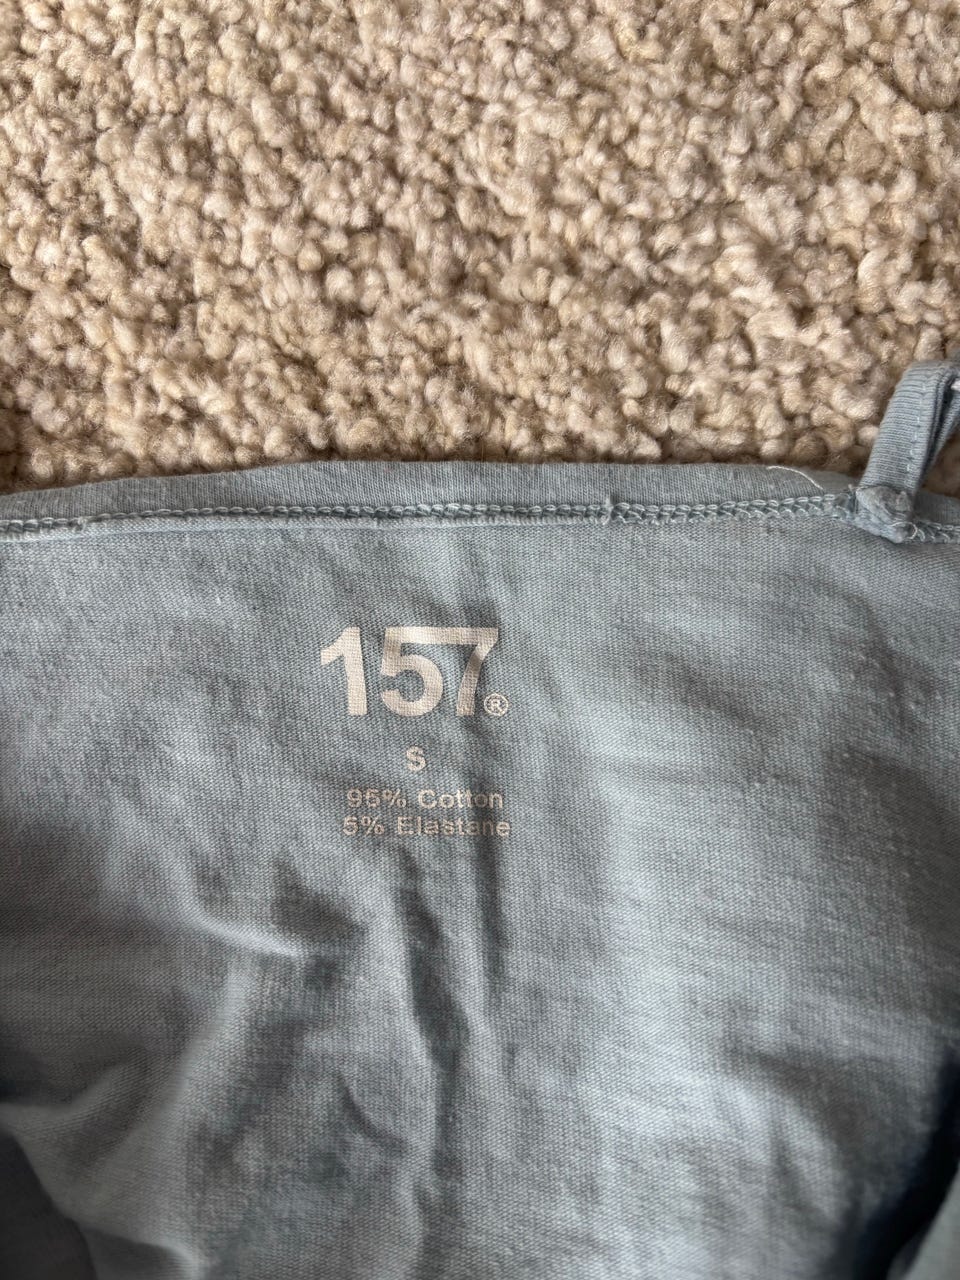 157®
S
95% Cotton
5% Elastane